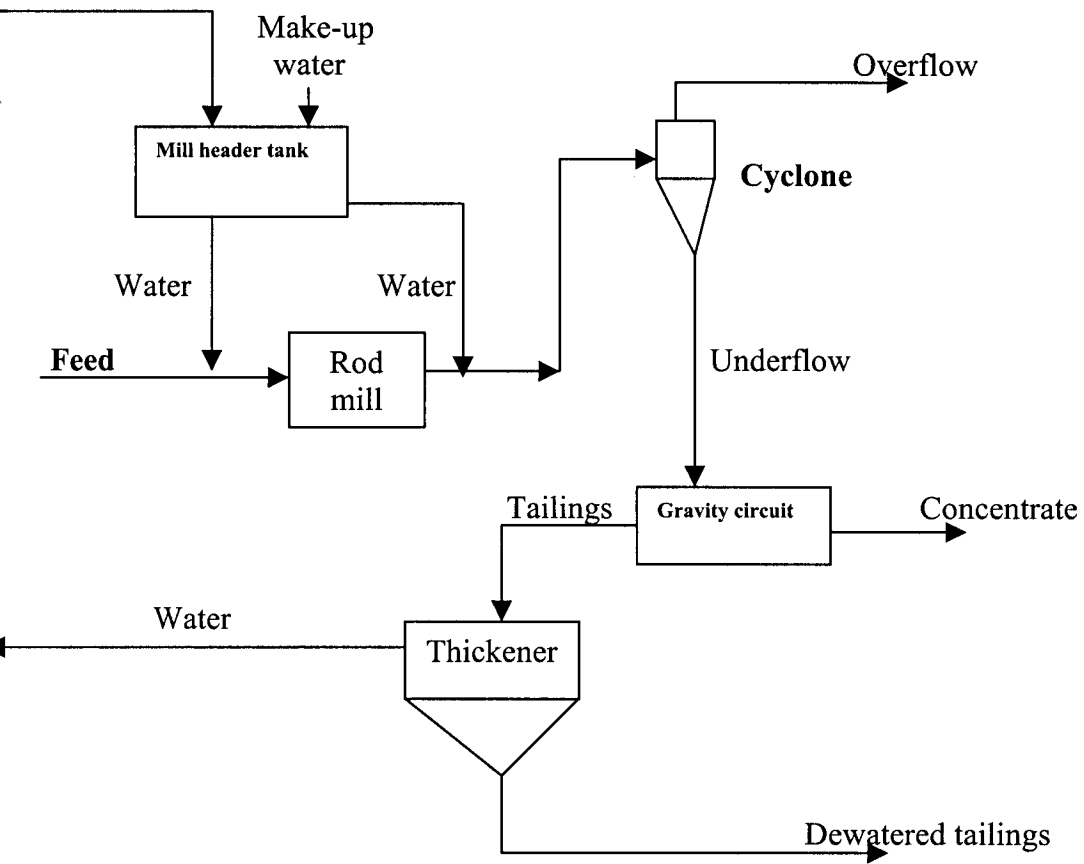 Make-up
water
Overflow
Mill header tank
Cyclone
Water
Water
Feed
Rod
mill
Underflow
Tailings
Gravity circuit
Concentrate
Water
Thickener
Dewatered tailings